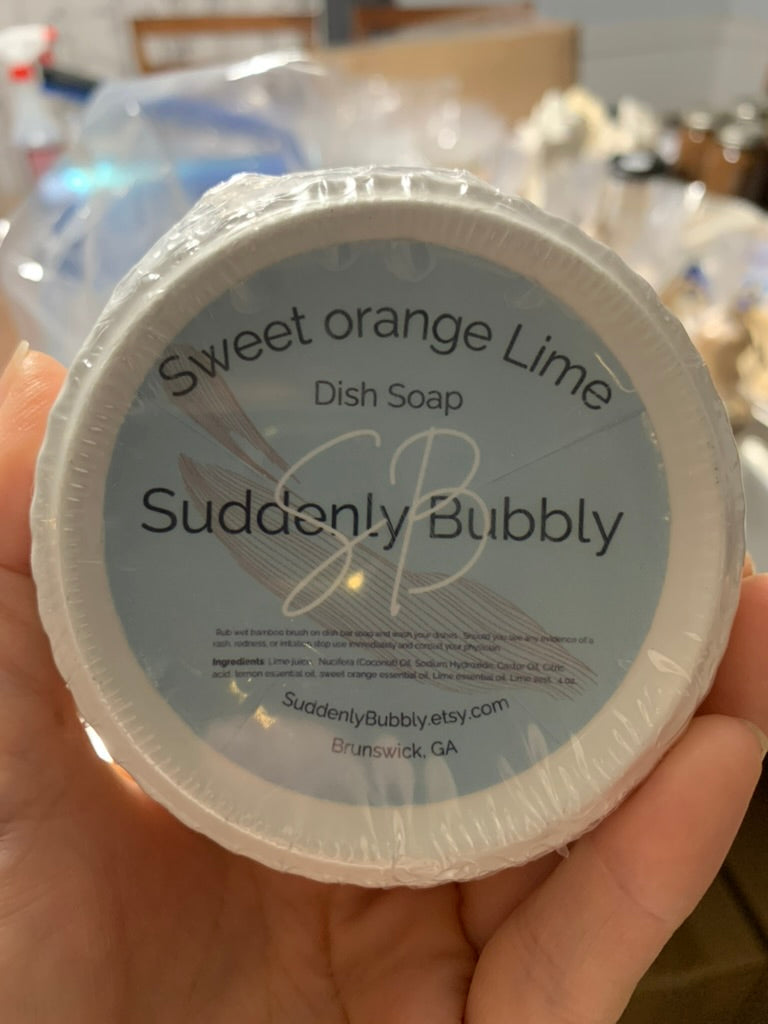 Sweet orange Lime
Dish Soap
SB
Suddenly Bubbly
Rub wet bamboo brush on dish bar soap and wash your dishes. Should you see any evidence of a
rash, redness, or irritation stop use immediately and contact your physician
Ingredients: Lime juice, Nucifera (Coconut) Oil, Sodium Hydroxide, Castor Oil, Citric
acid, lemon essential oil, sweet orange essential oil, Lime essential oil, Lime zest. 4 oz.
SuddenlyBubbly.etsy.com
Brunswick, GA